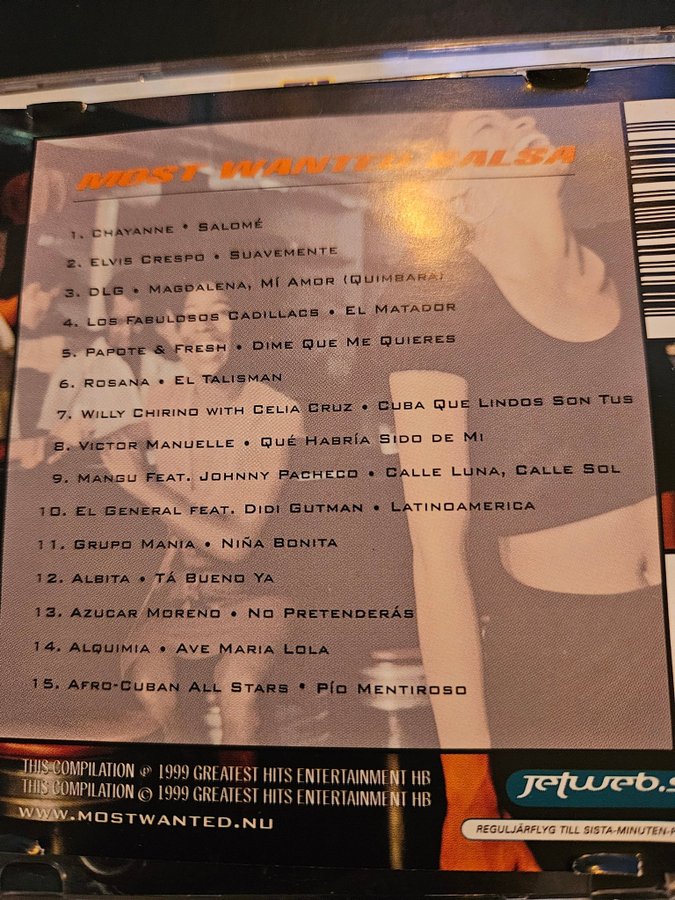 MOST WANTED SALSA
1. CHAYANNE • SALOMÉ
2. ELVIS CRESPO • SUAVEMENTE
3. DLG • MAGDALENA, MÍ AMOR (QUIMBARA)
4. LOS FABULOSOS CADILLACS • EL MATADOR
5. PAPOTE & FRESH • DIME QUE ME QUIERES
6. ROSANA • EL TALISMAN
7. WILLY CHIRINO WITH CELIA CRUZ • CUBA QUE LINDOS SON TUS
8. VICTOR MANUELLE • QUÉ HABRÍA SIDO DE MI
9. MANGU FEAT. JOHNNY PACHECO • CALLE LUNA, CALLE SOL
10. EL GENERAL FEAT. DIDI GUTMAN • LATINOAMERICA
11. GRUPO MANIA • NIÑA BONITA
12. ALBITA • TÁ BUENO YA
13. AZUCAR MORENO • NO PRETENDERÁS
14. ALQUIMIA • AVE MARIA LOLA
15. AFRO-CUBAN ALL STARS • PÍO MENTIROSO
THIS COMPILATION ℗ 1999 GREATEST HITS ENTERTAINMENT HB
THIS COMPILATION © 1999 GREATEST HITS ENTERTAINMENT HB
WWW.MOSTWANTED.NU
Jetweb.s
REGULJÄRFLYG TILL SISTA-MINUTEN-